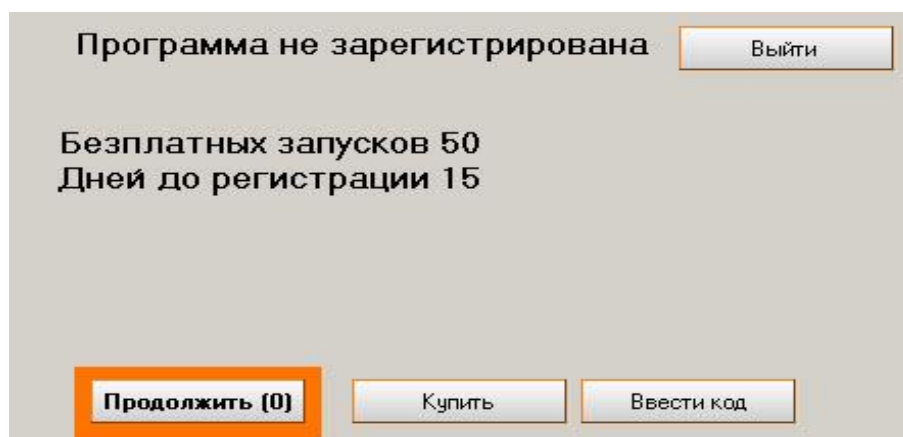 Программа не зарегистрирована
Выйти
Безплатных запусков 50
Дней до регистрации 15
Продолжить (0)
Купить
Ввести код